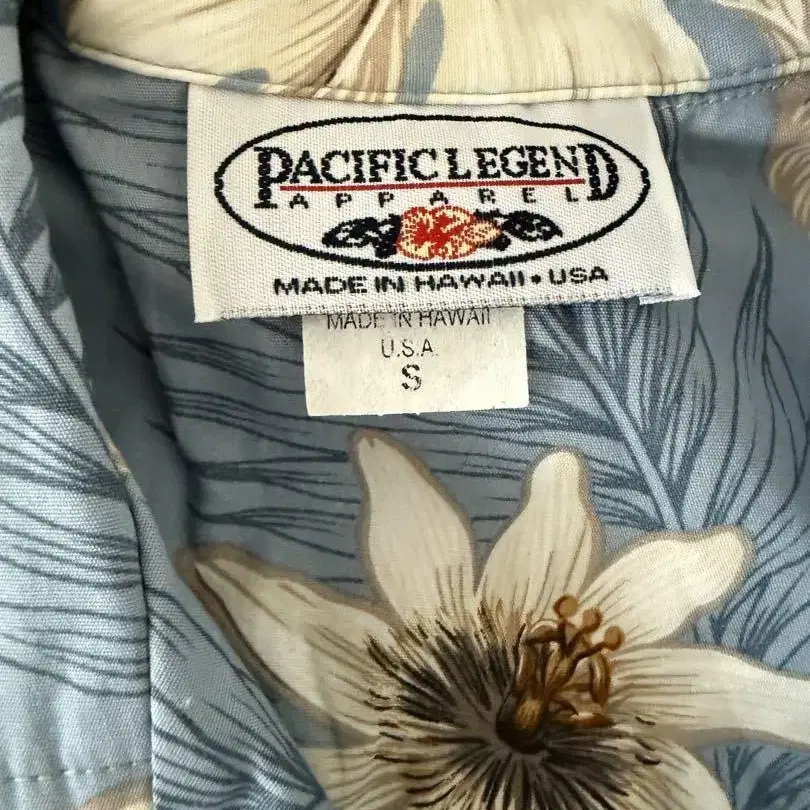 PACIFIC LEGEND
APPAREL
MADE IN HAWAII • USA
MADE IN HAWAII
U.S.A.
S